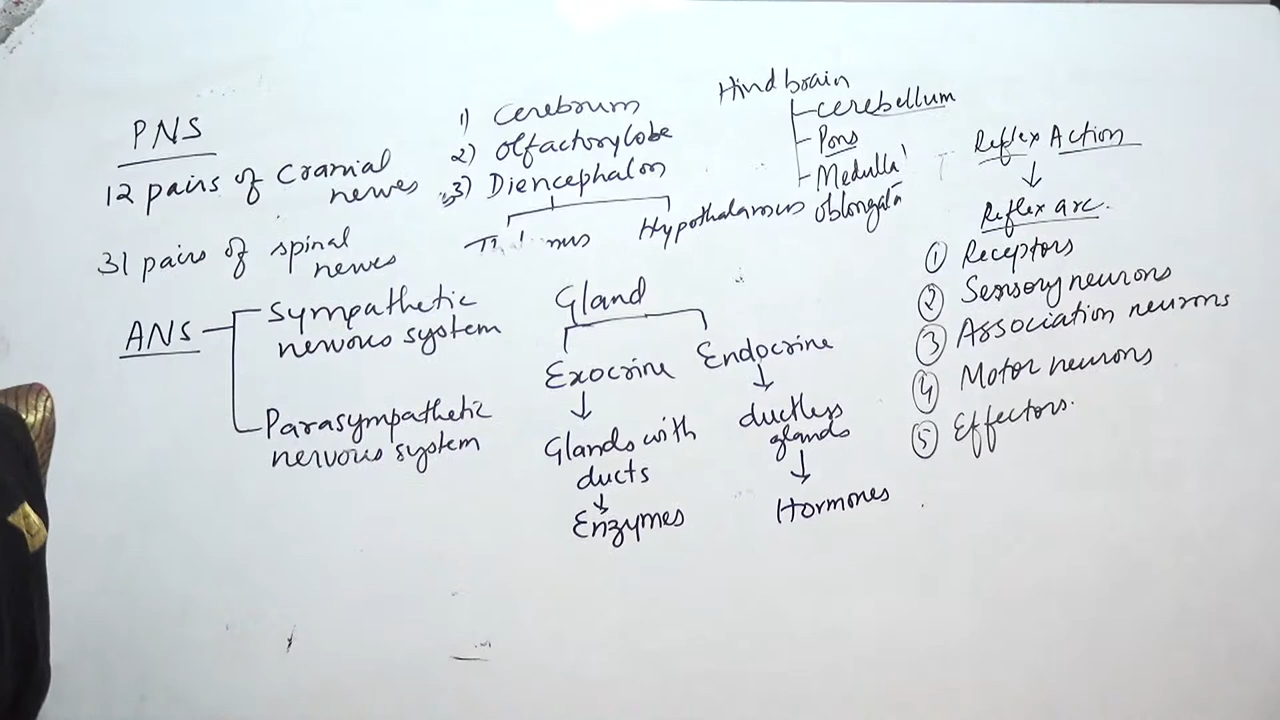 PNS
12 pairs of Cranial
nerves
31 pairs of spinal
nerves
ANS
Sympathetic
nervous system
Parasympathetic
nervous system
1) Cerebrum
2) Olfactory lobe
3) Diencephalon
Hypothalamus
Hind brain
Cerebellum
Pons
Medulla
oblongata
Gland
Exocrine
Glands with
ducts
Enzymes
Endocrine
ductless
glands
Hormones
Reflex Action
Reflex arc.
① Receptors
② Sensory neurons
③ Association neurons
④ Motor neurons
⑤ Effectors.